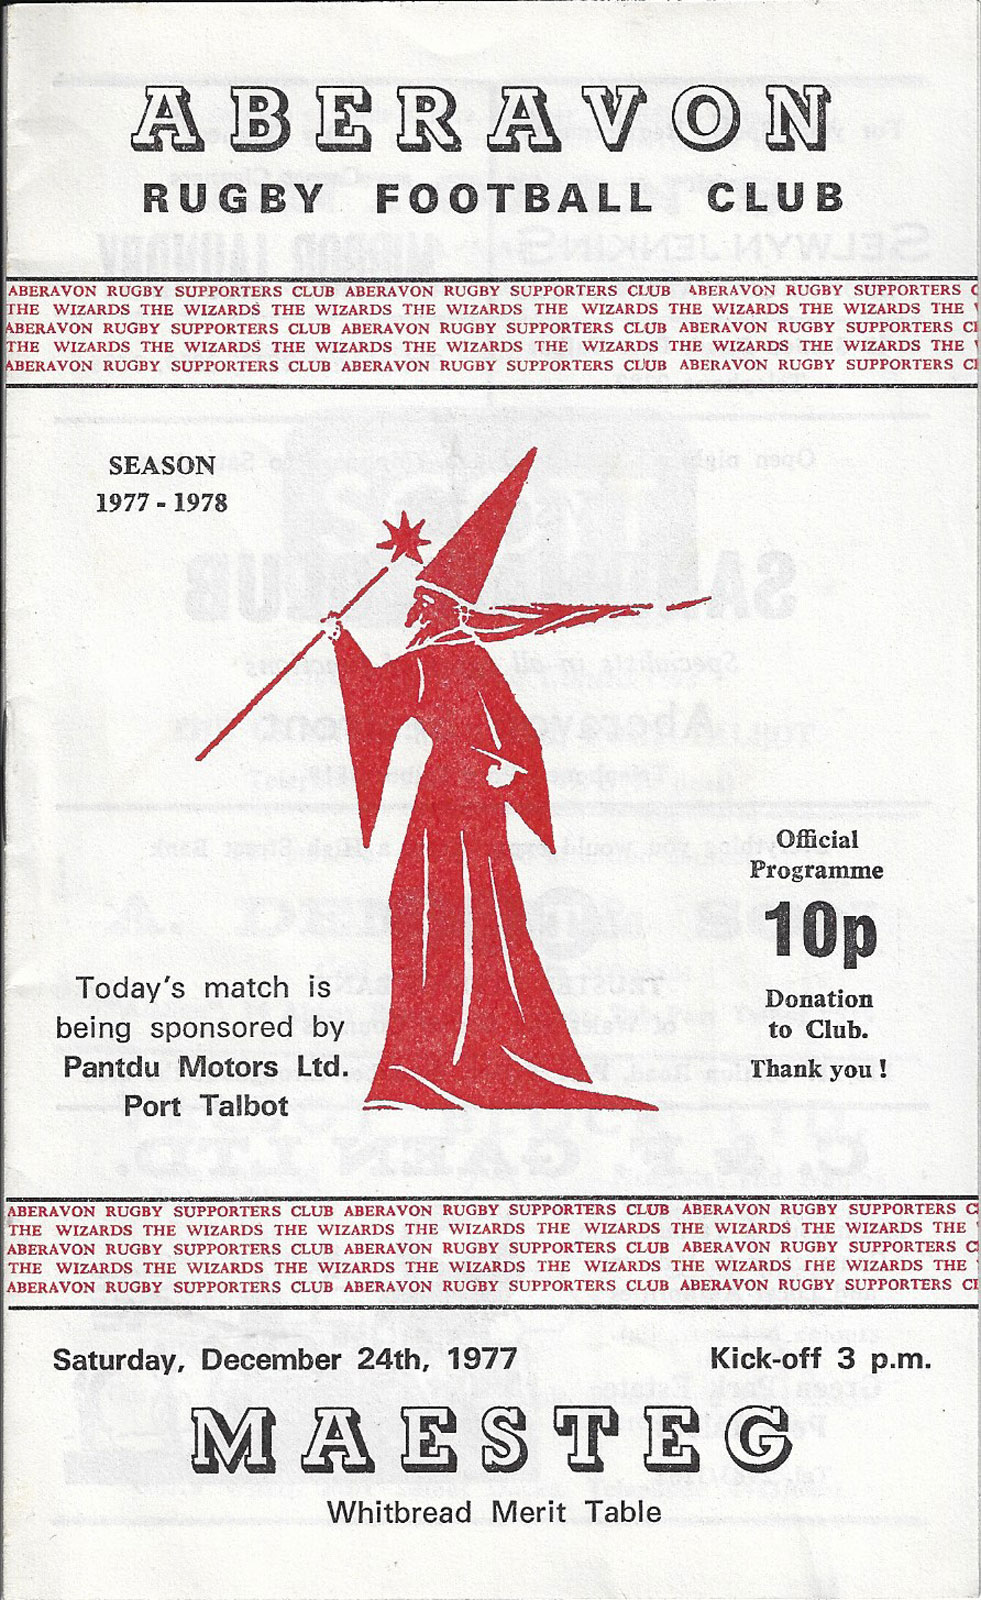 ABERAVON
RUGBY FOOTBALL CLUB
ABERAVON RUGBY SUPPORTERS CLUB ABERAVON RUGBY SUPPORTERS CLUB ABERAVON RUGBY SUPPORTERS C
THE WIZARDS THE WIZARDS THE WIZARDS THE WIZARDS THE WIZARDS THE WIZARDS THE WIZARDS THE
ABERAVON RUGBY SUPPORTERS CLUB ABERAVON RUGBY SUPPORTERS CLUB ABERAVON RUGBY SUPPORTERS CL
THE WIZARDS THE WIZARDS THE WIZARDS THE WIZARDS THE WIZARDS THE WIZARDS THE WIZARDS THE
ABERAVON RUGBY SUPPORTERS CLUB ABERAVON RUGBY SUPPORTERS CLUB ABERAVON RUGBY SUPPORTERS CL
SEASON
1977 - 1978
Official
Programme
10p
Donation
to Club.
Thank you !
Today's match is
being sponsored by
Pantdu Motors Ltd.
Port Talbot
ABERAVON RUGBY SUPPORTERS CLUB ABERAVON RUGBY SUPPORTERS CLUB ABERAVON RUGBY SUPPORTERS C
THE WIZARDS THE WIZARDS THE WIZARDS THE WIZARDS THE WIZARDS THE WIZARDS THE WIZARDS THE
ABERAVON RUGBY SUPPORTERS CLUB ABERAVON RUGBY SUPPORTERS CLUB ABERAVON RUGBY SUPPORTERS C
THE WIZARDS THE WIZARDS THE WIZARDS THE WIZARDS THE WIZARDS THE WIZARDS THE WIZARDS THE
ABERAVON RUGBY SUPPORTERS CLUB ABERAVON RUGBY SUPPORTERS CLUB ABERAVON RUGBY SUPPORTERS CL
Saturday, December 24th, 1977 Kick-off 3 p.m.
MAESTEG
Whitbread Merit Table